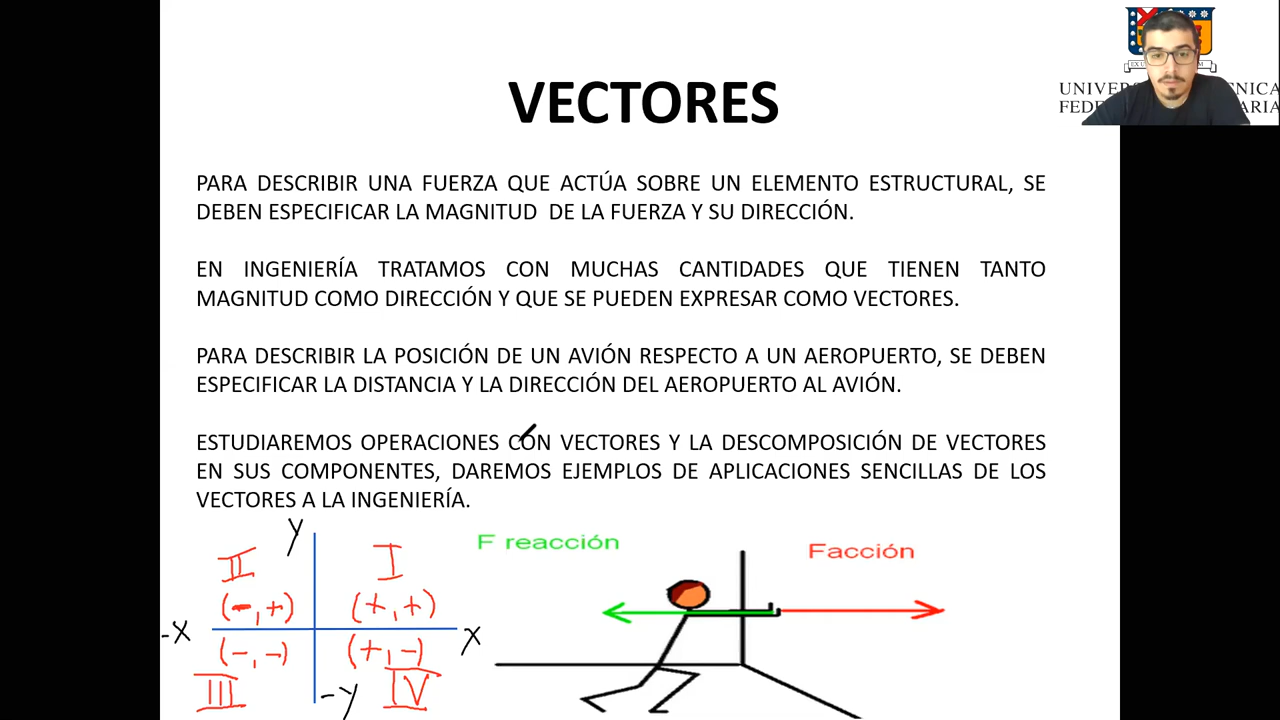 VECTORES
UNIVER NICA
FEDE ARIA
PARA DESCRIBIR UNA FUERZA QUE ACTÚA SOBRE UN ELEMENTO ESTRUCTURAL, SE
DEBEN ESPECIFICAR LA MAGNITUD DE LA FUERZA Y SU DIRECCIÓN.
EN INGENIERÍA TRATAMOS CON MUCHAS CANTIDADES QUE TIENEN TANTO
MAGNITUD COMO DIRECCIÓN Y QUE SE PUEDEN EXPRESAR COMO VECTORES.
PARA DESCRIBIR LA POSICIÓN DE UN AVIÓN RESPECTO A UN AEROPUERTO, SE DEBEN
ESPECIFICAR LA DISTANCIA Y LA DIRECCIÓN DEL AEROPUERTO AL AVIÓN.
ESTUDIAREMOS OPERACIONES CON VECTORES Y LA DESCOMPOSICIÓN DE VECTORES
EN SUS COMPONENTES, DAREMOS EJEMPLOS DE APLICACIONES SENCILLAS DE LOS
VECTORES A LA INGENIERÍA.
y
II I
(-,+) (+,+)
-x x
(-,-) (+,-)
III -y IV
F reacción
Facción